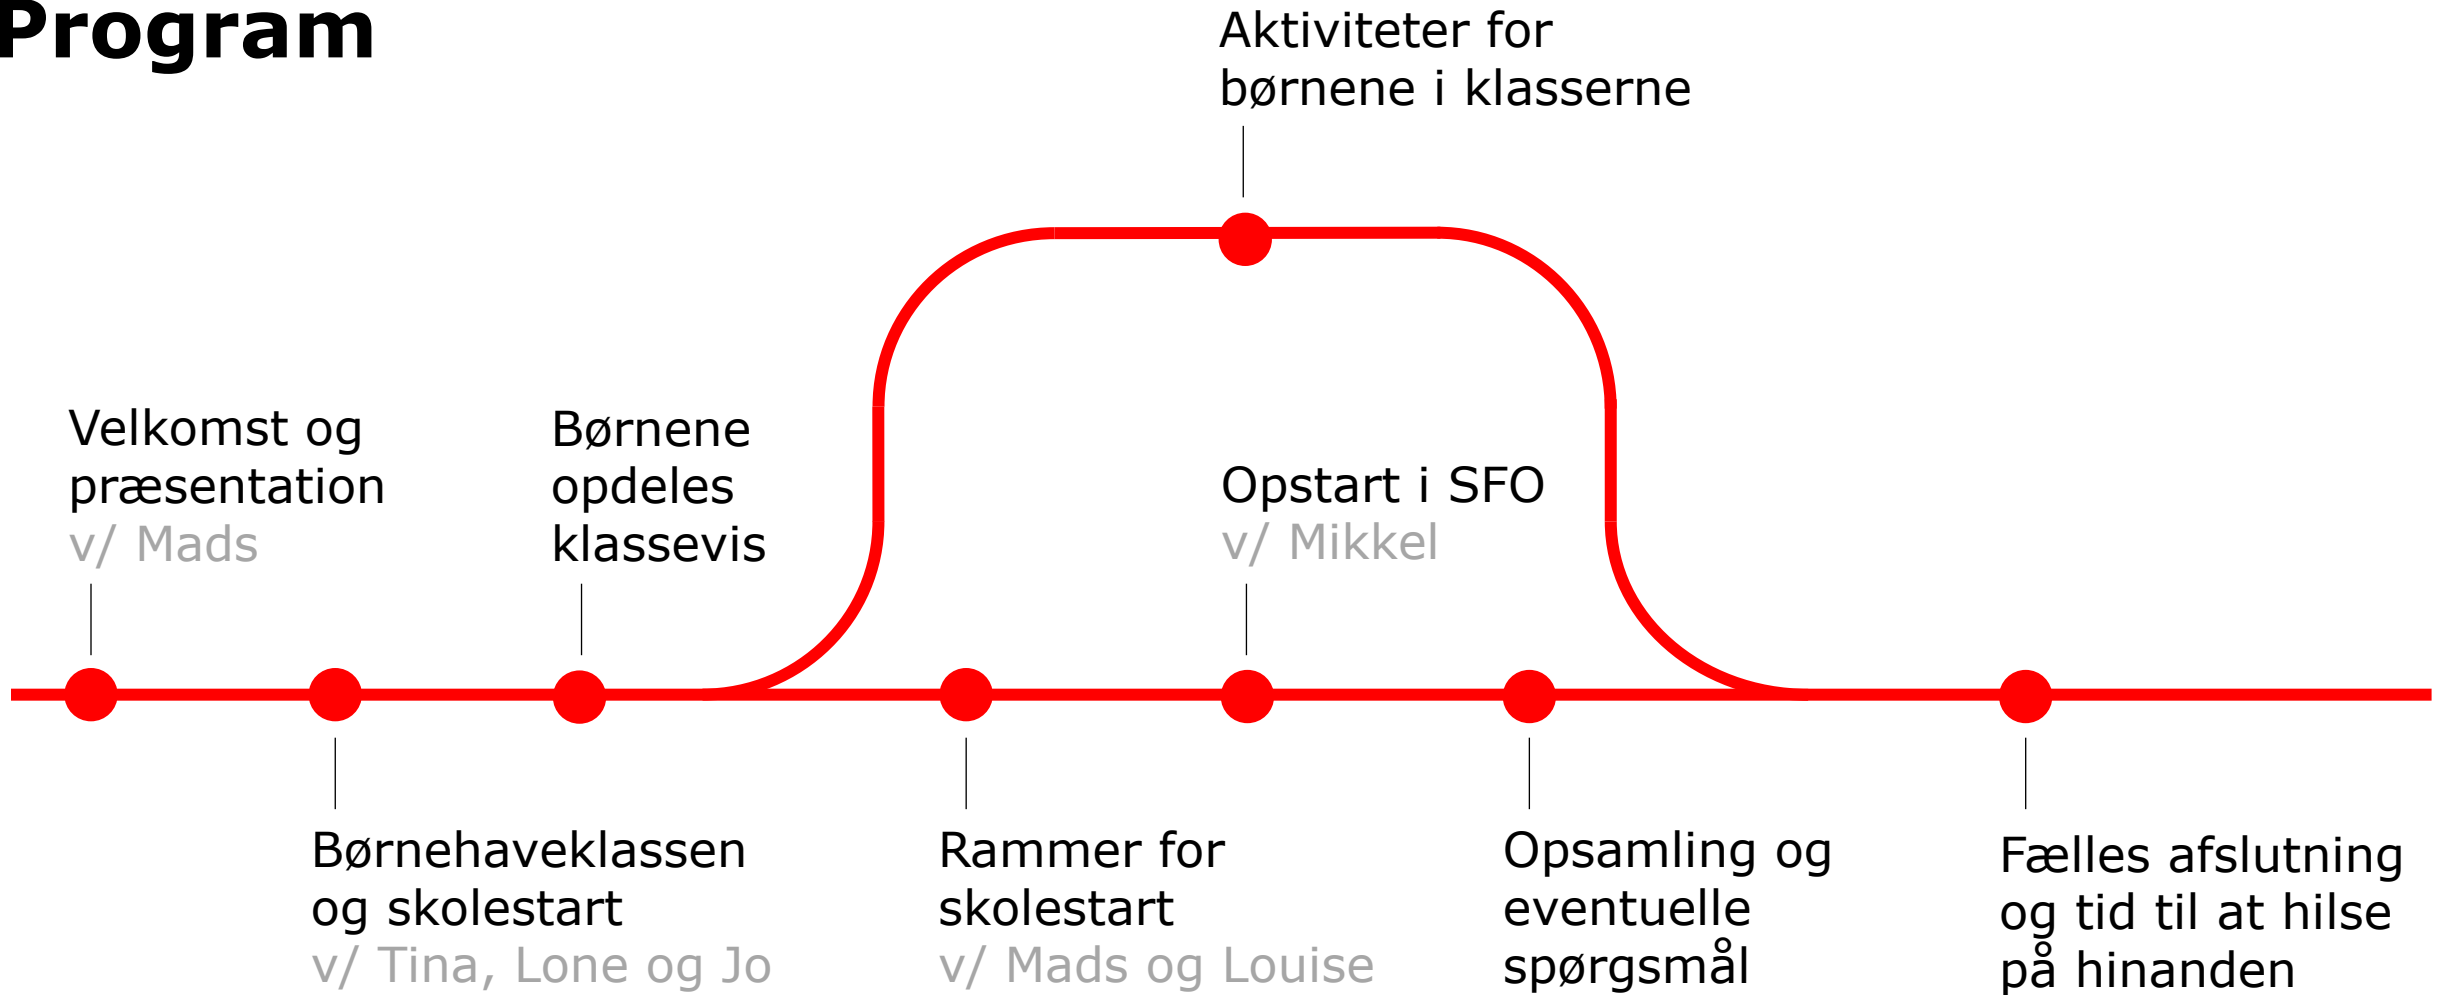 Program
Aktiviteter for
børnene i klasserne
Velkomst og
præsentation
v/ Mads
Børnene
opdeles
klassevis
Opstart i SFO
v/ Mikkel
Børnehaveklassen
og skolestart
v/ Tina, Lone og Jo
Rammer for
skolestart
v/ Mads og Louise
Opsamling og
eventuelle
spørgsmål
Fælles afslutning
og tid til at hilse
på hinanden